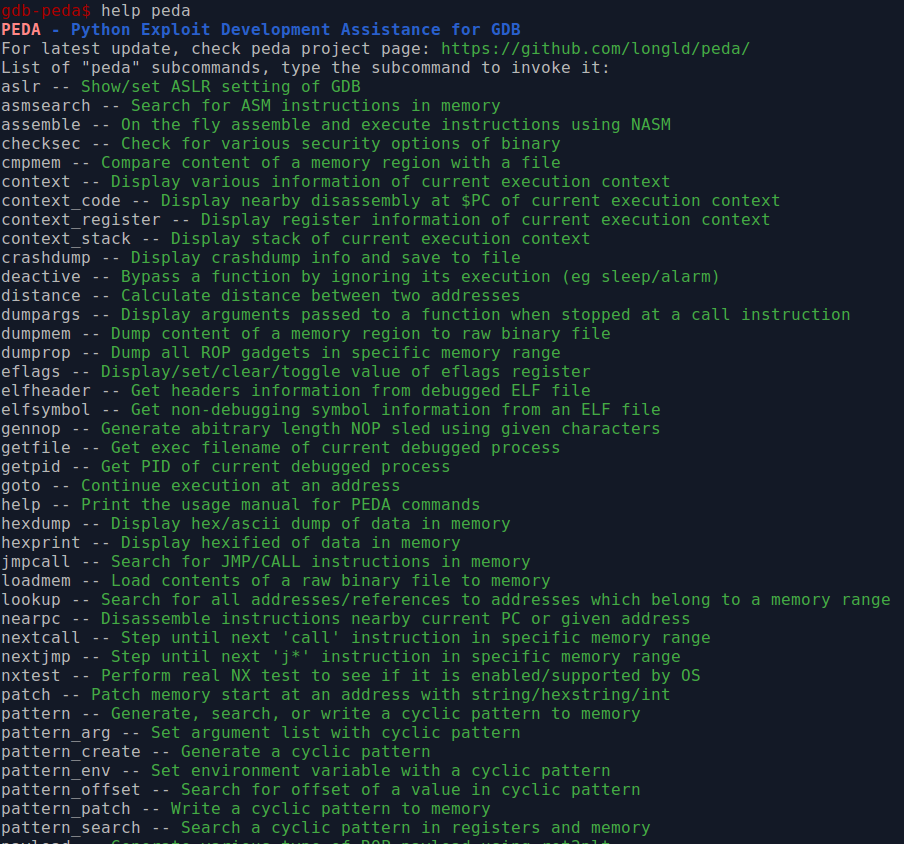 gdb-peda$ help peda
PEDA - Python Exploit Development Assistance for GDB
For latest update, check peda project page: https://github.com/longld/peda/
List of "peda" subcommands, type the subcommand to invoke it:
aslr -- Show/set ASLR setting of GDB
asmsearch -- Search for ASM instructions in memory
assemble -- On the fly assemble and execute instructions using NASM
checksec -- Check for various security options of binary
cmpmem -- Compare content of a memory region with a file
context -- Display various information of current execution context
context_code -- Display nearby disassembly at $PC of current execution context
context_register -- Display register information of current execution context
context_stack -- Display stack of current execution context
crashdump -- Display crashdump info and save to file
deactive -- Bypass a function by ignoring its execution (eg sleep/alarm)
distance -- Calculate distance between two addresses
dumpargs -- Display arguments passed to a function when stopped at a call instruction
dumpmem -- Dump content of a memory region to raw binary file
dumprop -- Dump all ROP gadgets in specific memory range
eflags -- Display/set/clear/toggle value of eflags register
elfheader -- Get headers information from debugged ELF file
elfsymbol -- Get non-debugging symbol information from an ELF file
gennop -- Generate abitrary length NOP sled using given characters
getfile -- Get exec filename of current debugged process
getpid -- Get PID of current debugged process
goto -- Continue execution at an address
help -- Print the usage manual for PEDA commands
hexdump -- Display hex/ascii dump of data in memory
hexprint -- Display hexified of data in memory
jmpcall -- Search for JMP/CALL instructions in memory
loadmem -- Load contents of a raw binary file to memory
lookup -- Search for all addresses/references to addresses which belong to a memory range
nearpc -- Disassemble instructions nearby current PC or given address
nextcall -- Step until next 'call' instruction in specific memory range
nextjmp -- Step until next 'j*' instruction in specific memory range
nxtest -- Perform real NX test to see if it is enabled/supported by OS
patch -- Patch memory start at an address with string/hexstring/int
pattern -- Generate, search, or write a cyclic pattern to memory
pattern_arg -- Set argument list with cyclic pattern
pattern_create -- Generate a cyclic pattern
pattern_env -- Set environment variable with a cyclic pattern
pattern_offset -- Search for offset of a value in cyclic pattern
pattern_patch -- Write a cyclic pattern to memory
pattern_search -- Search a cyclic pattern in registers and memory
payload -- Generate various type of ROP payload using ret2plt